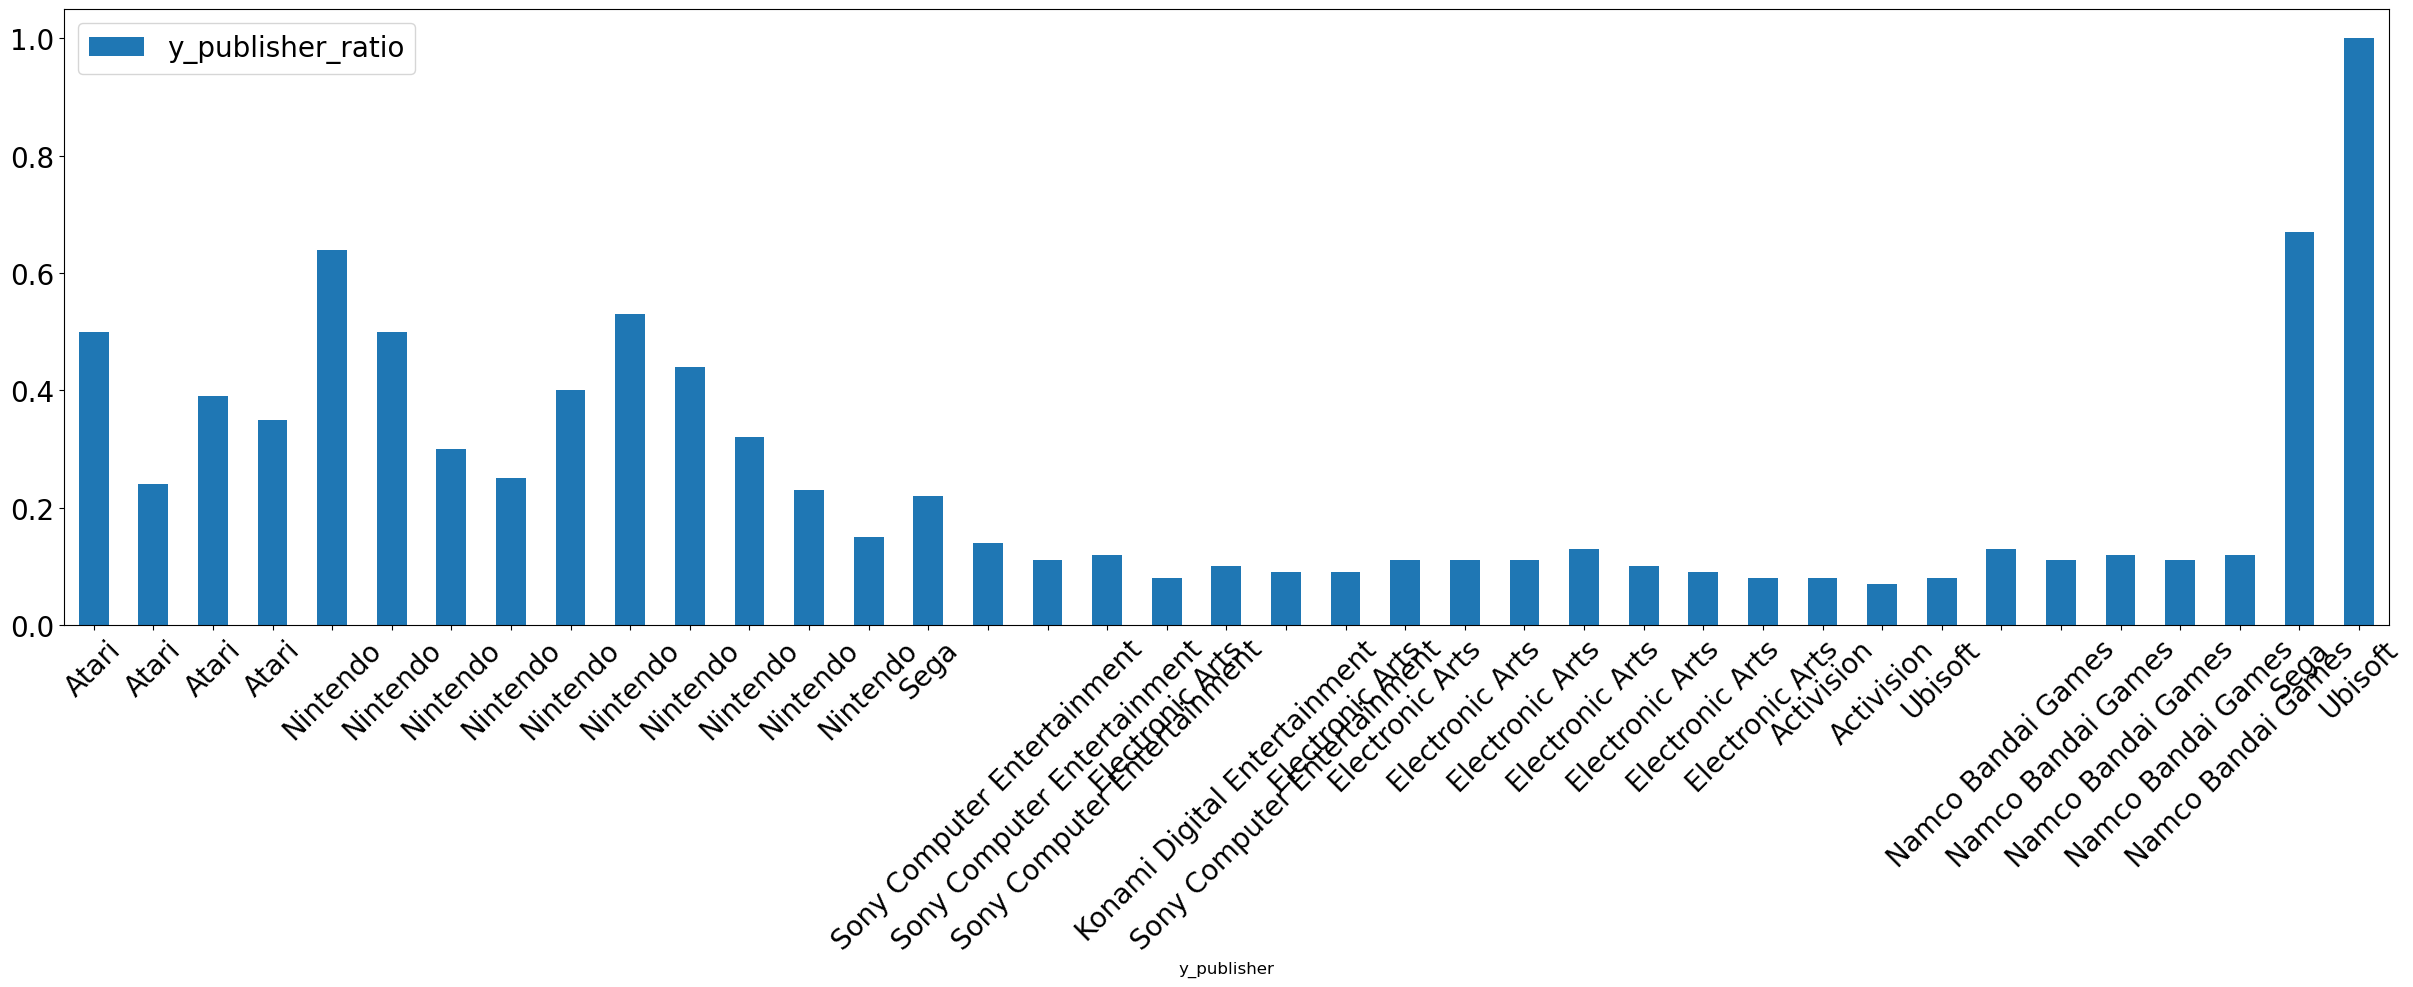 y_publisher_ratio
1.0
0.8
0.6
0.4
0.2
0.0
Atari
Atari
Atari
Atari
Nintendo
Nintendo
Nintendo
Nintendo
Nintendo
Nintendo
Nintendo
Nintendo
Nintendo
Nintendo
Sega
Sony Computer Entertainment
Sony Computer Entertainment
Sony Computer Entertainment
Electronic Arts
Konami Digital Entertainment
Sony Computer Entertainment
Electronic Arts
Electronic Arts
Electronic Arts
Electronic Arts
Electronic Arts
Electronic Arts
Electronic Arts
Electronic Arts
Activision
Activision
Ubisoft
Namco Bandai Games
Namco Bandai Games
Namco Bandai Games
Namco Bandai Games
Namco Bandai Games
Sega
Ubisoft
y_publisher